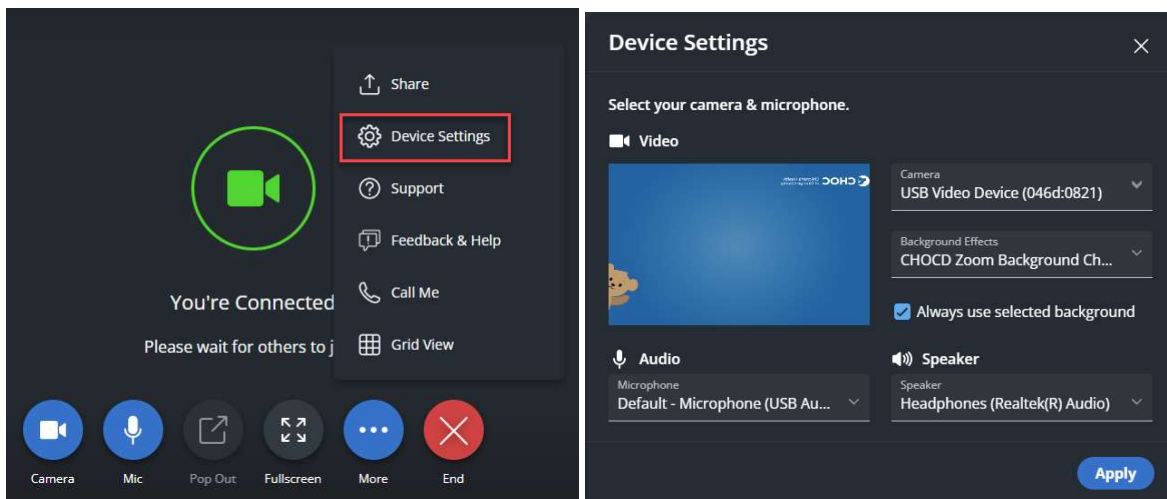 Share
Device Settings
Support
Feedback & Help
You're Connected
Call Me
Please wait for others to j
Grid View
Camera
Mic
Pop Out
Fullscreen
More
End
Device Settings
Select your camera & microphone.
Video
CHOC
Camera
USB Video Device (046d:0821)
Background Effects
CHOCD Zoom Background Ch...
Always use selected background
Audio
Microphone
Default - Microphone (USB Au...
Speaker
Speaker
Headphones (Realtek(R) Audio)
Apply